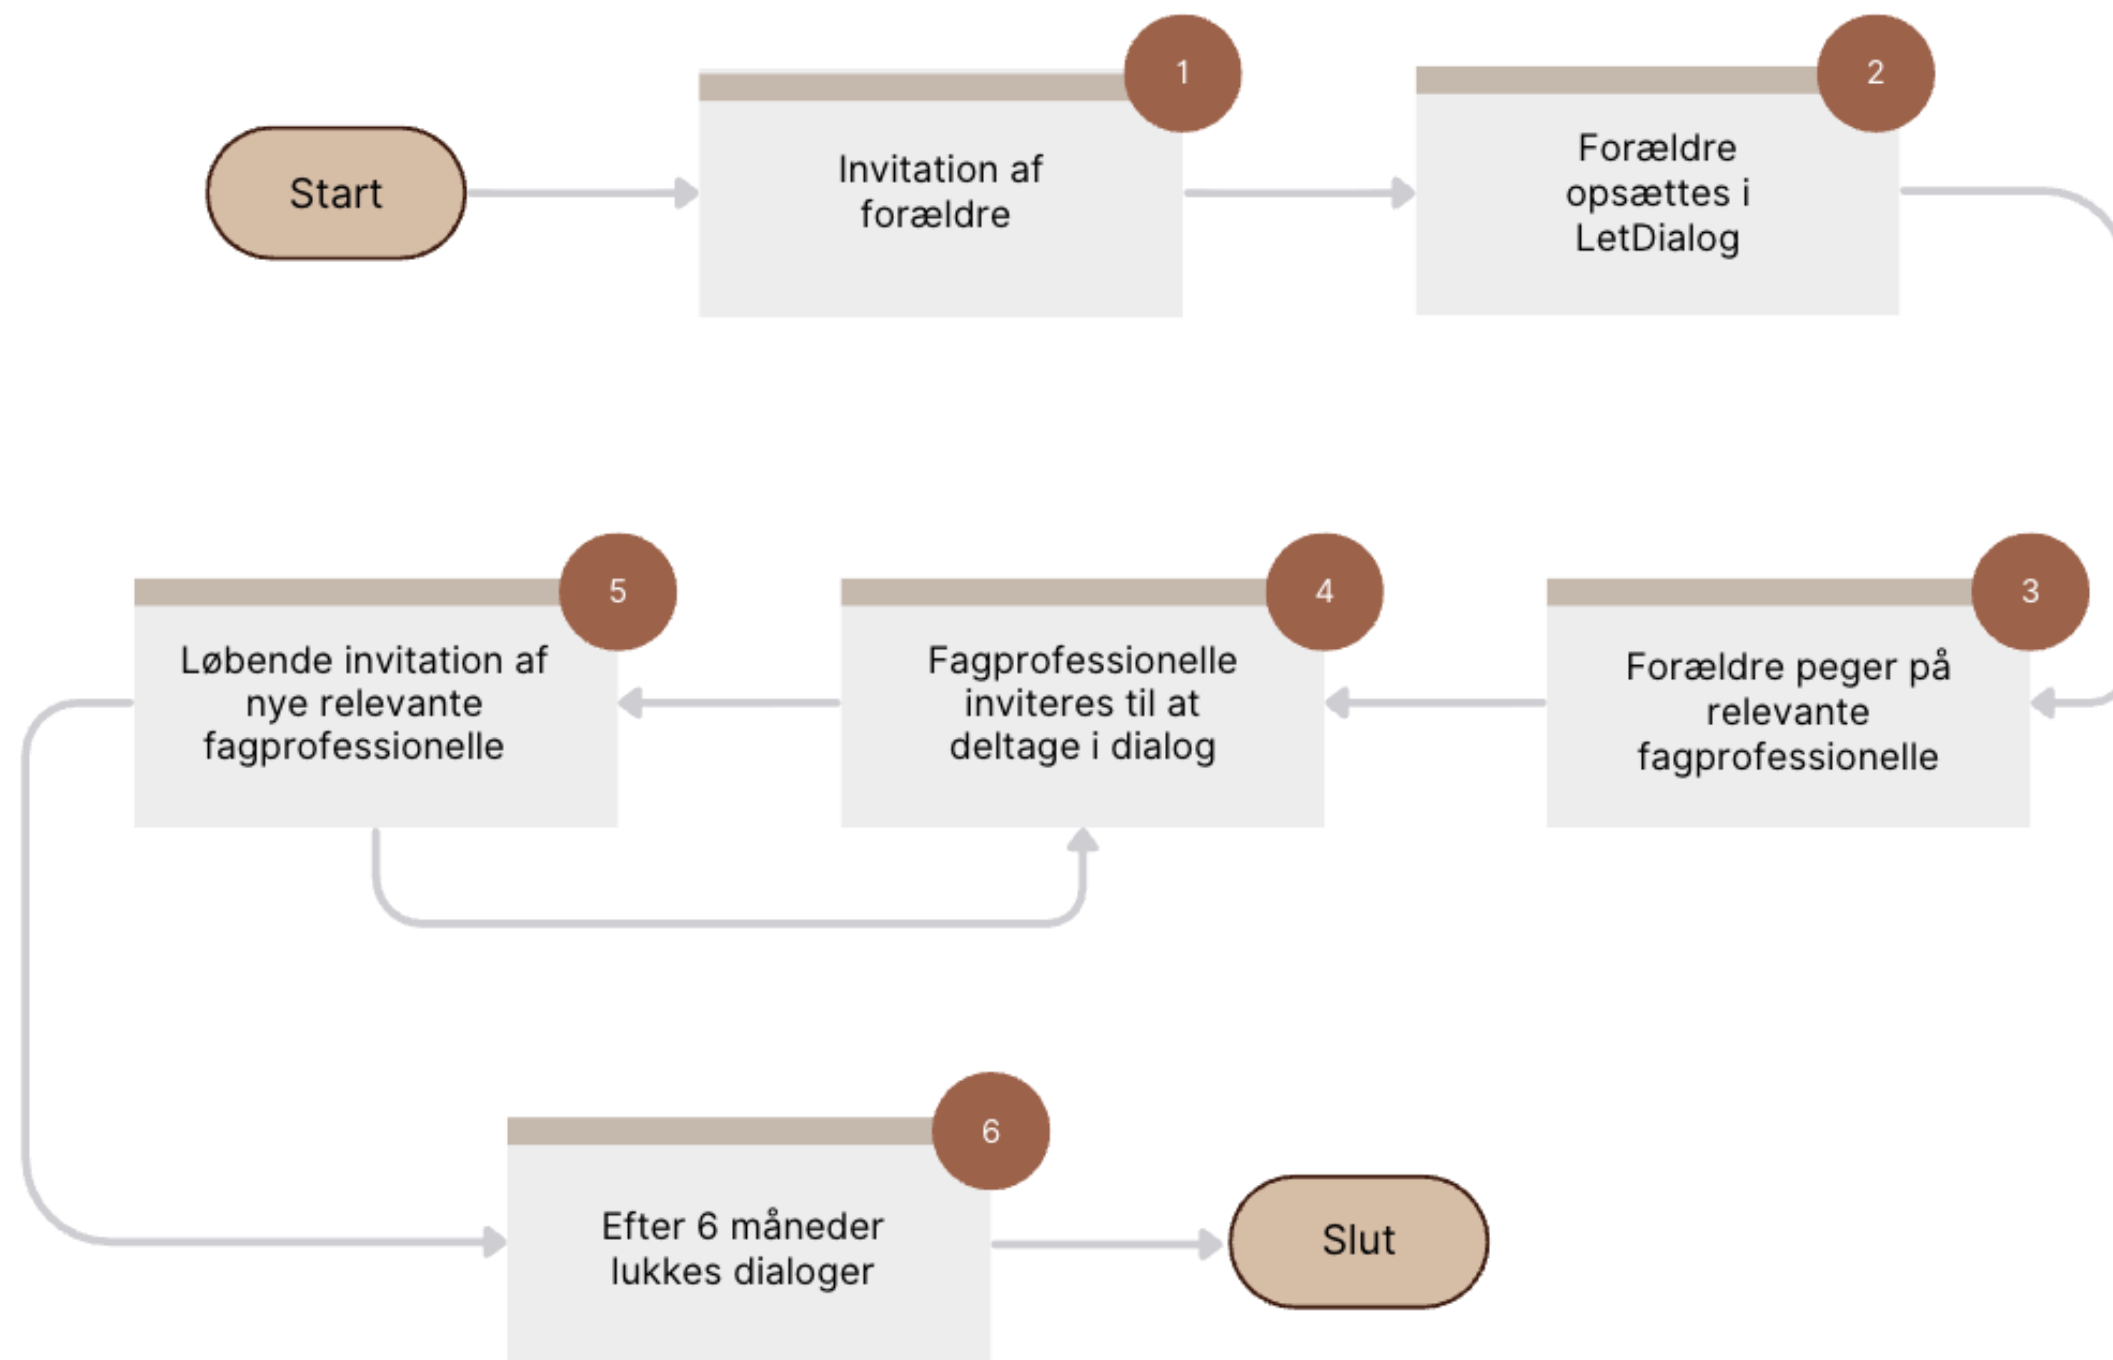 1
2
Start
Invitation af
forældre
Forældre
opsættes i
LetDialog
5
4
3
Løbende invitation af
nye relevante
fagprofessionelle
Fagprofessionelle
inviteres til at
deltage i dialog
Forældre peger på
relevante
fagprofessionelle
6
Efter 6 måneder
lukkes dialoger
Slut